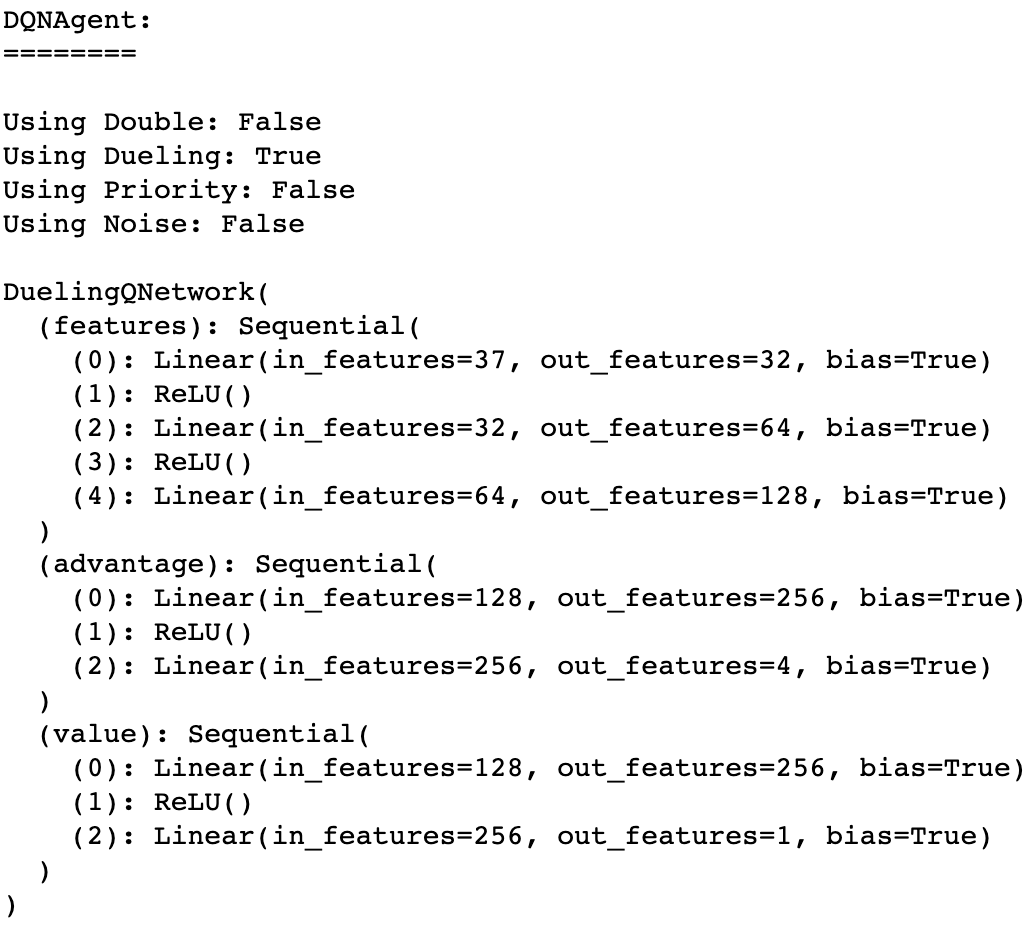 DQNAgent:
========
Using Double: False
Using Dueling: True
Using Priority: False
Using Noise: False
DuelingQNetwork(
  (features): Sequential(
    (0): Linear(in_features=37, out_features=32, bias=True)
    (1): ReLU()
    (2): Linear(in_features=32, out_features=64, bias=True)
    (3): ReLU()
    (4): Linear(in_features=64, out_features=128, bias=True)
  )
  (advantage): Sequential(
    (0): Linear(in_features=128, out_features=256, bias=True)
    (1): ReLU()
    (2): Linear(in_features=256, out_features=4, bias=True)
  )
  (value): Sequential(
    (0): Linear(in_features=128, out_features=256, bias=True)
    (1): ReLU()
    (2): Linear(in_features=256, out_features=1, bias=True)
  )
)